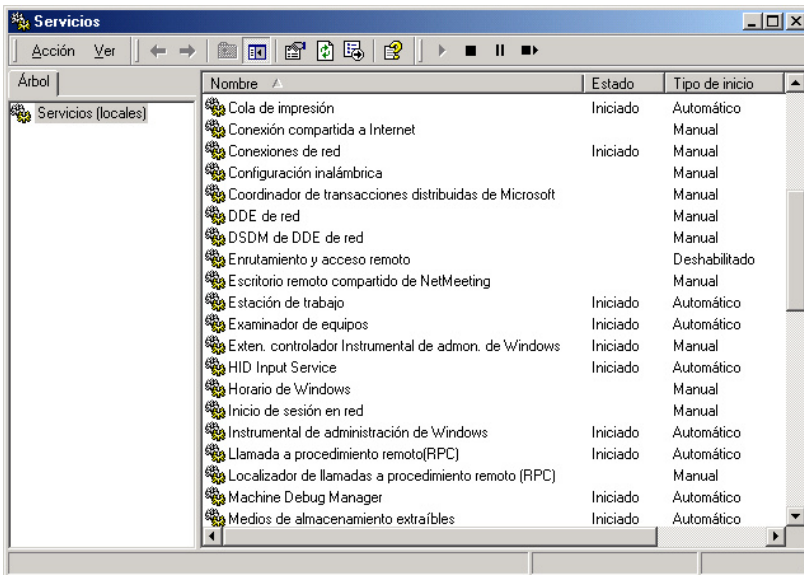 Servicios
Acción Ver
Árbol
Servicios (locales)
Nombre Estado Tipo de inicio
Cola de impresión Iniciado Automático
Conexión compartida a Internet Manual
Conexiones de red Iniciado Manual
Configuración inalámbrica Manual
Coordinador de transacciones distribuidas de Microsoft Manual
DDE de red Manual
DSDM de DDE de red Manual
Enrutamiento y acceso remoto Deshabilitado
Escritorio remoto compartido de NetMeeting Manual
Estación de trabajo Iniciado Automático
Examinador de equipos Iniciado Automático
Exten. controlador Instrumental de admon. de Windows Iniciado Manual
HID Input Service Iniciado Automático
Horario de Windows Manual
Inicio de sesión en red Manual
Instrumental de administración de Windows Iniciado Automático
Llamada a procedimiento remoto(RPC) Iniciado Automático
Localizador de llamadas a procedimiento remoto (RPC) Manual
Machine Debug Manager Iniciado Automático
Medios de almacenamiento extraíbles Iniciado Automático